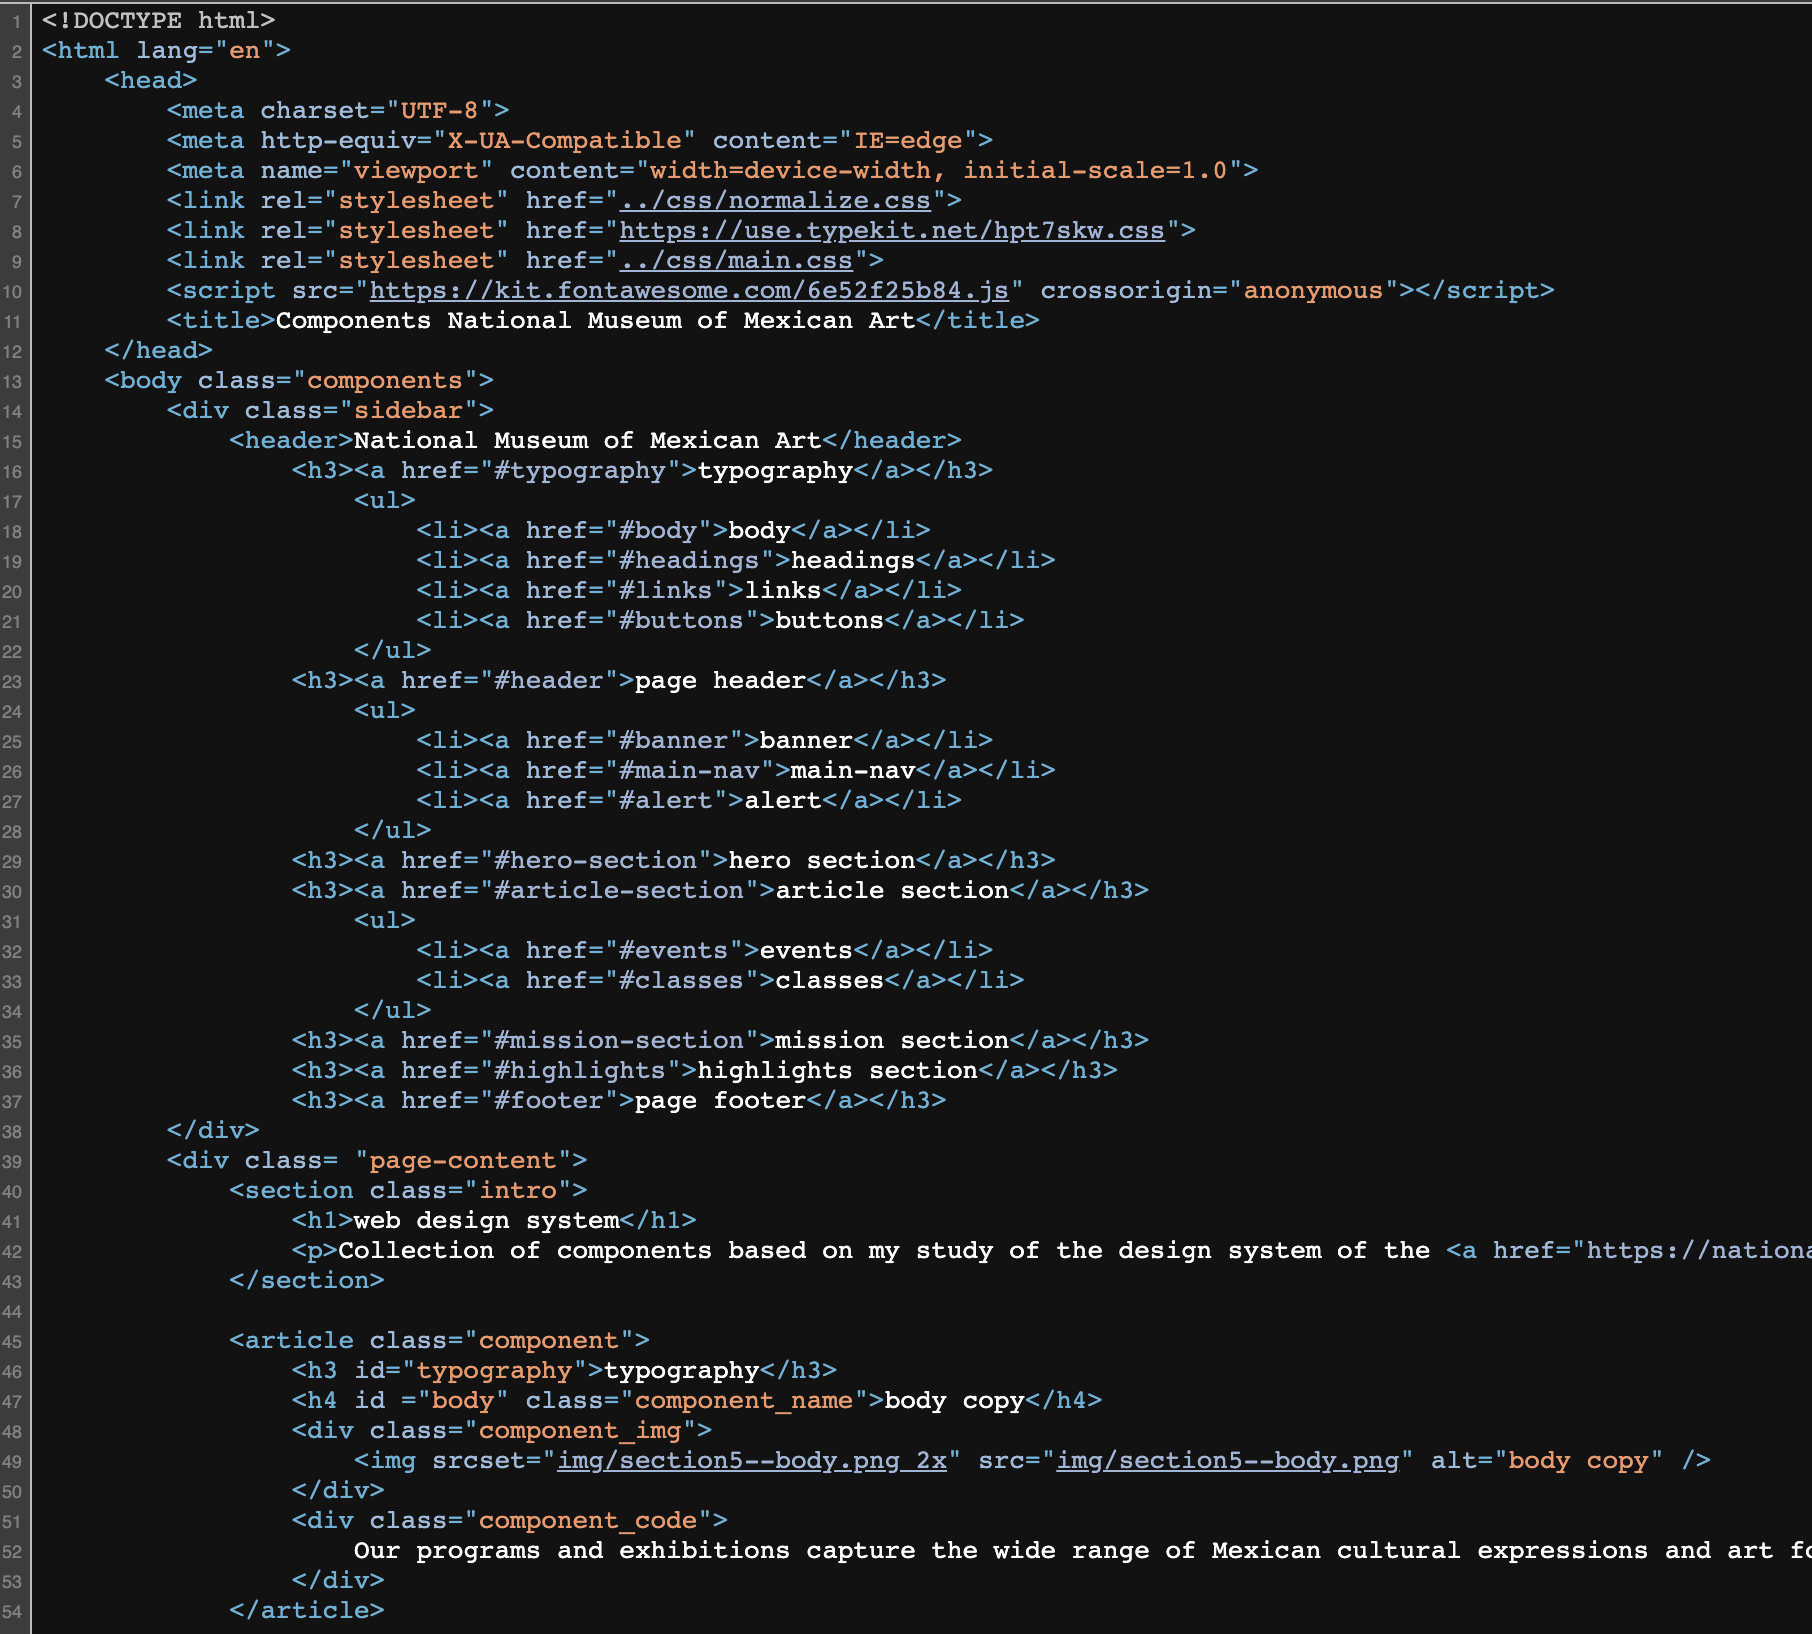 1 <!DOCTYPE html>
2 <html lang="en">
3     <head>
4         <meta charset="UTF-8">
5         <meta http-equiv="X-UA-Compatible" content="IE=edge">
6         <meta name="viewport" content="width=device-width, initial-scale=1.0">
7         <link rel="stylesheet" href="../css/normalize.css">
8         <link rel="stylesheet" href="https://use.typekit.net/hpt7skw.css">
9         <link rel="stylesheet" href="../css/main.css">
10         <script src="https://kit.fontawesome.com/6e52f25b84.js" crossorigin="anonymous"></script>
11         <title>Components National Museum of Mexican Art</title>
12     </head>
13     <body class="components">
14         <div class="sidebar">
15             <header>National Museum of Mexican Art</header>
16                 <h3><a href="#typography">typography</a></h3>
17                     <ul>
18                         <li><a href="#body">body</a></li>
19                         <li><a href="#headings">headings</a></li>
20                         <li><a href="#links">links</a></li>
21                         <li><a href="#buttons">buttons</a></li>
22                     </ul>
23                 <h3><a href="#header">page header</a></h3>
24                     <ul>
25                         <li><a href="#banner">banner</a></li>
26                         <li><a href="#main-nav">main-nav</a></li>
27                         <li><a href="#alert">alert</a></li>
28                     </ul>
29                 <h3><a href="#hero-section">hero section</a></h3>
30                 <h3><a href="#article-section">article section</a></h3>
31                     <ul>
32                         <li><a href="#events">events</a></li>
33                         <li><a href="#classes">classes</a></li>
34                     </ul>
35                 <h3><a href="#mission-section">mission section</a></h3>
36                 <h3><a href="#highlights">highlights section</a></h3>
37                 <h3><a href="#footer">page footer</a></h3>
38         </div>
39         <div class= "page-content">
40             <section class="intro">
41                 <h1>web design system</h1>
42                 <p>Collection of components based on my study of the design system of the <a href="https://nationa
43             </section>
44
45             <article class="component">
46                 <h3 id="typography">typography</h3>
47                 <h4 id ="body" class="component_name">body copy</h4>
48                 <div class="component_img">
49                     <img srcset="img/section5--body.png 2x" src="img/section5--body.png" alt="body copy" />
50                 </div>
51                 <div class="component_code">
52                     Our programs and exhibitions capture the wide range of Mexican cultural expressions and art fo
53                 </div>
54             </article>